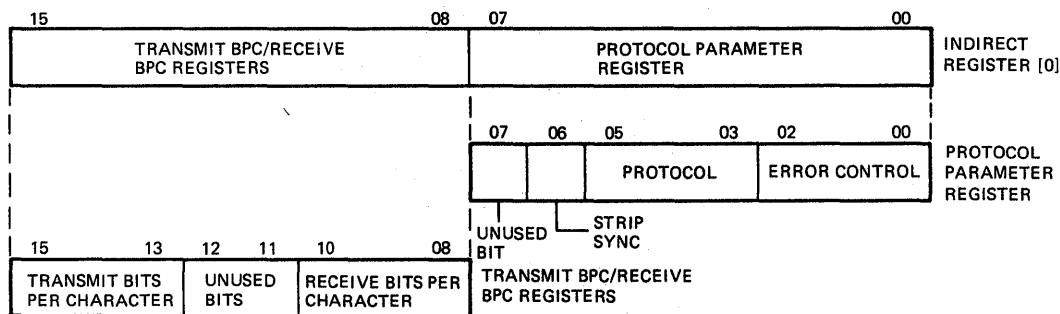 15 08 07 00
TRANSMIT BPC/RECEIVE
BPC REGISTERS
PROTOCOL PARAMETER
REGISTER
INDIRECT
REGISTER [0]
07 06 05 03 02 00
PROTOCOL
ERROR CONTROL
PROTOCOL
PARAMETER
REGISTER
UNUSED
BIT
STRIP
SYNC
15 13 12 11 10 08
TRANSMIT BITS
PER CHARACTER
UNUSED
BITS
RECEIVE BITS PER
CHARACTER
TRANSMIT BPC/RECEIVE
BPC REGISTERS